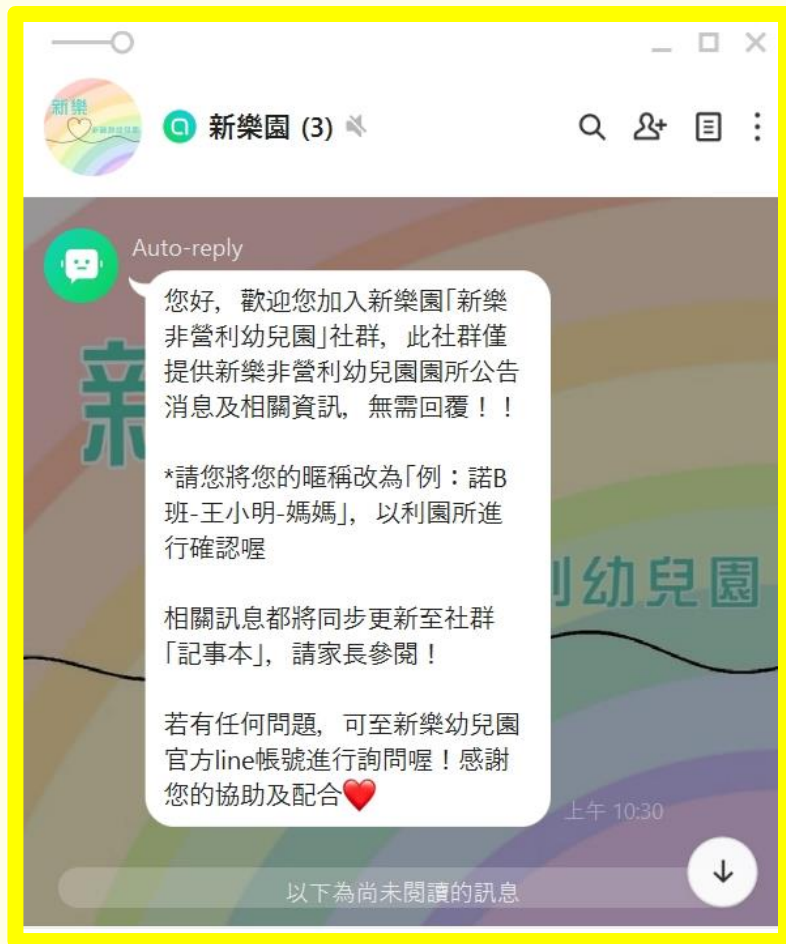 新樂園 (3)
新樂
Auto-reply
您好，歡迎您加入新樂園「新樂
非營利幼兒園」社群，此社群僅
提供新樂非營利幼兒園園所公告
消息及相關資訊，無需回覆！！
*請您將您的暱稱改為「例：諾B
班-王小明-媽媽」，以利園所進
行確認喔
相關訊息都將同步更新至社群
「記事本」，請家長參閱！
若有任何問題，可至新樂幼兒園
官方line帳號進行詢問喔！感謝
您的協助及配合❤️
上午 10:30
新
幼兒園
以下為尚未閱讀的訊息